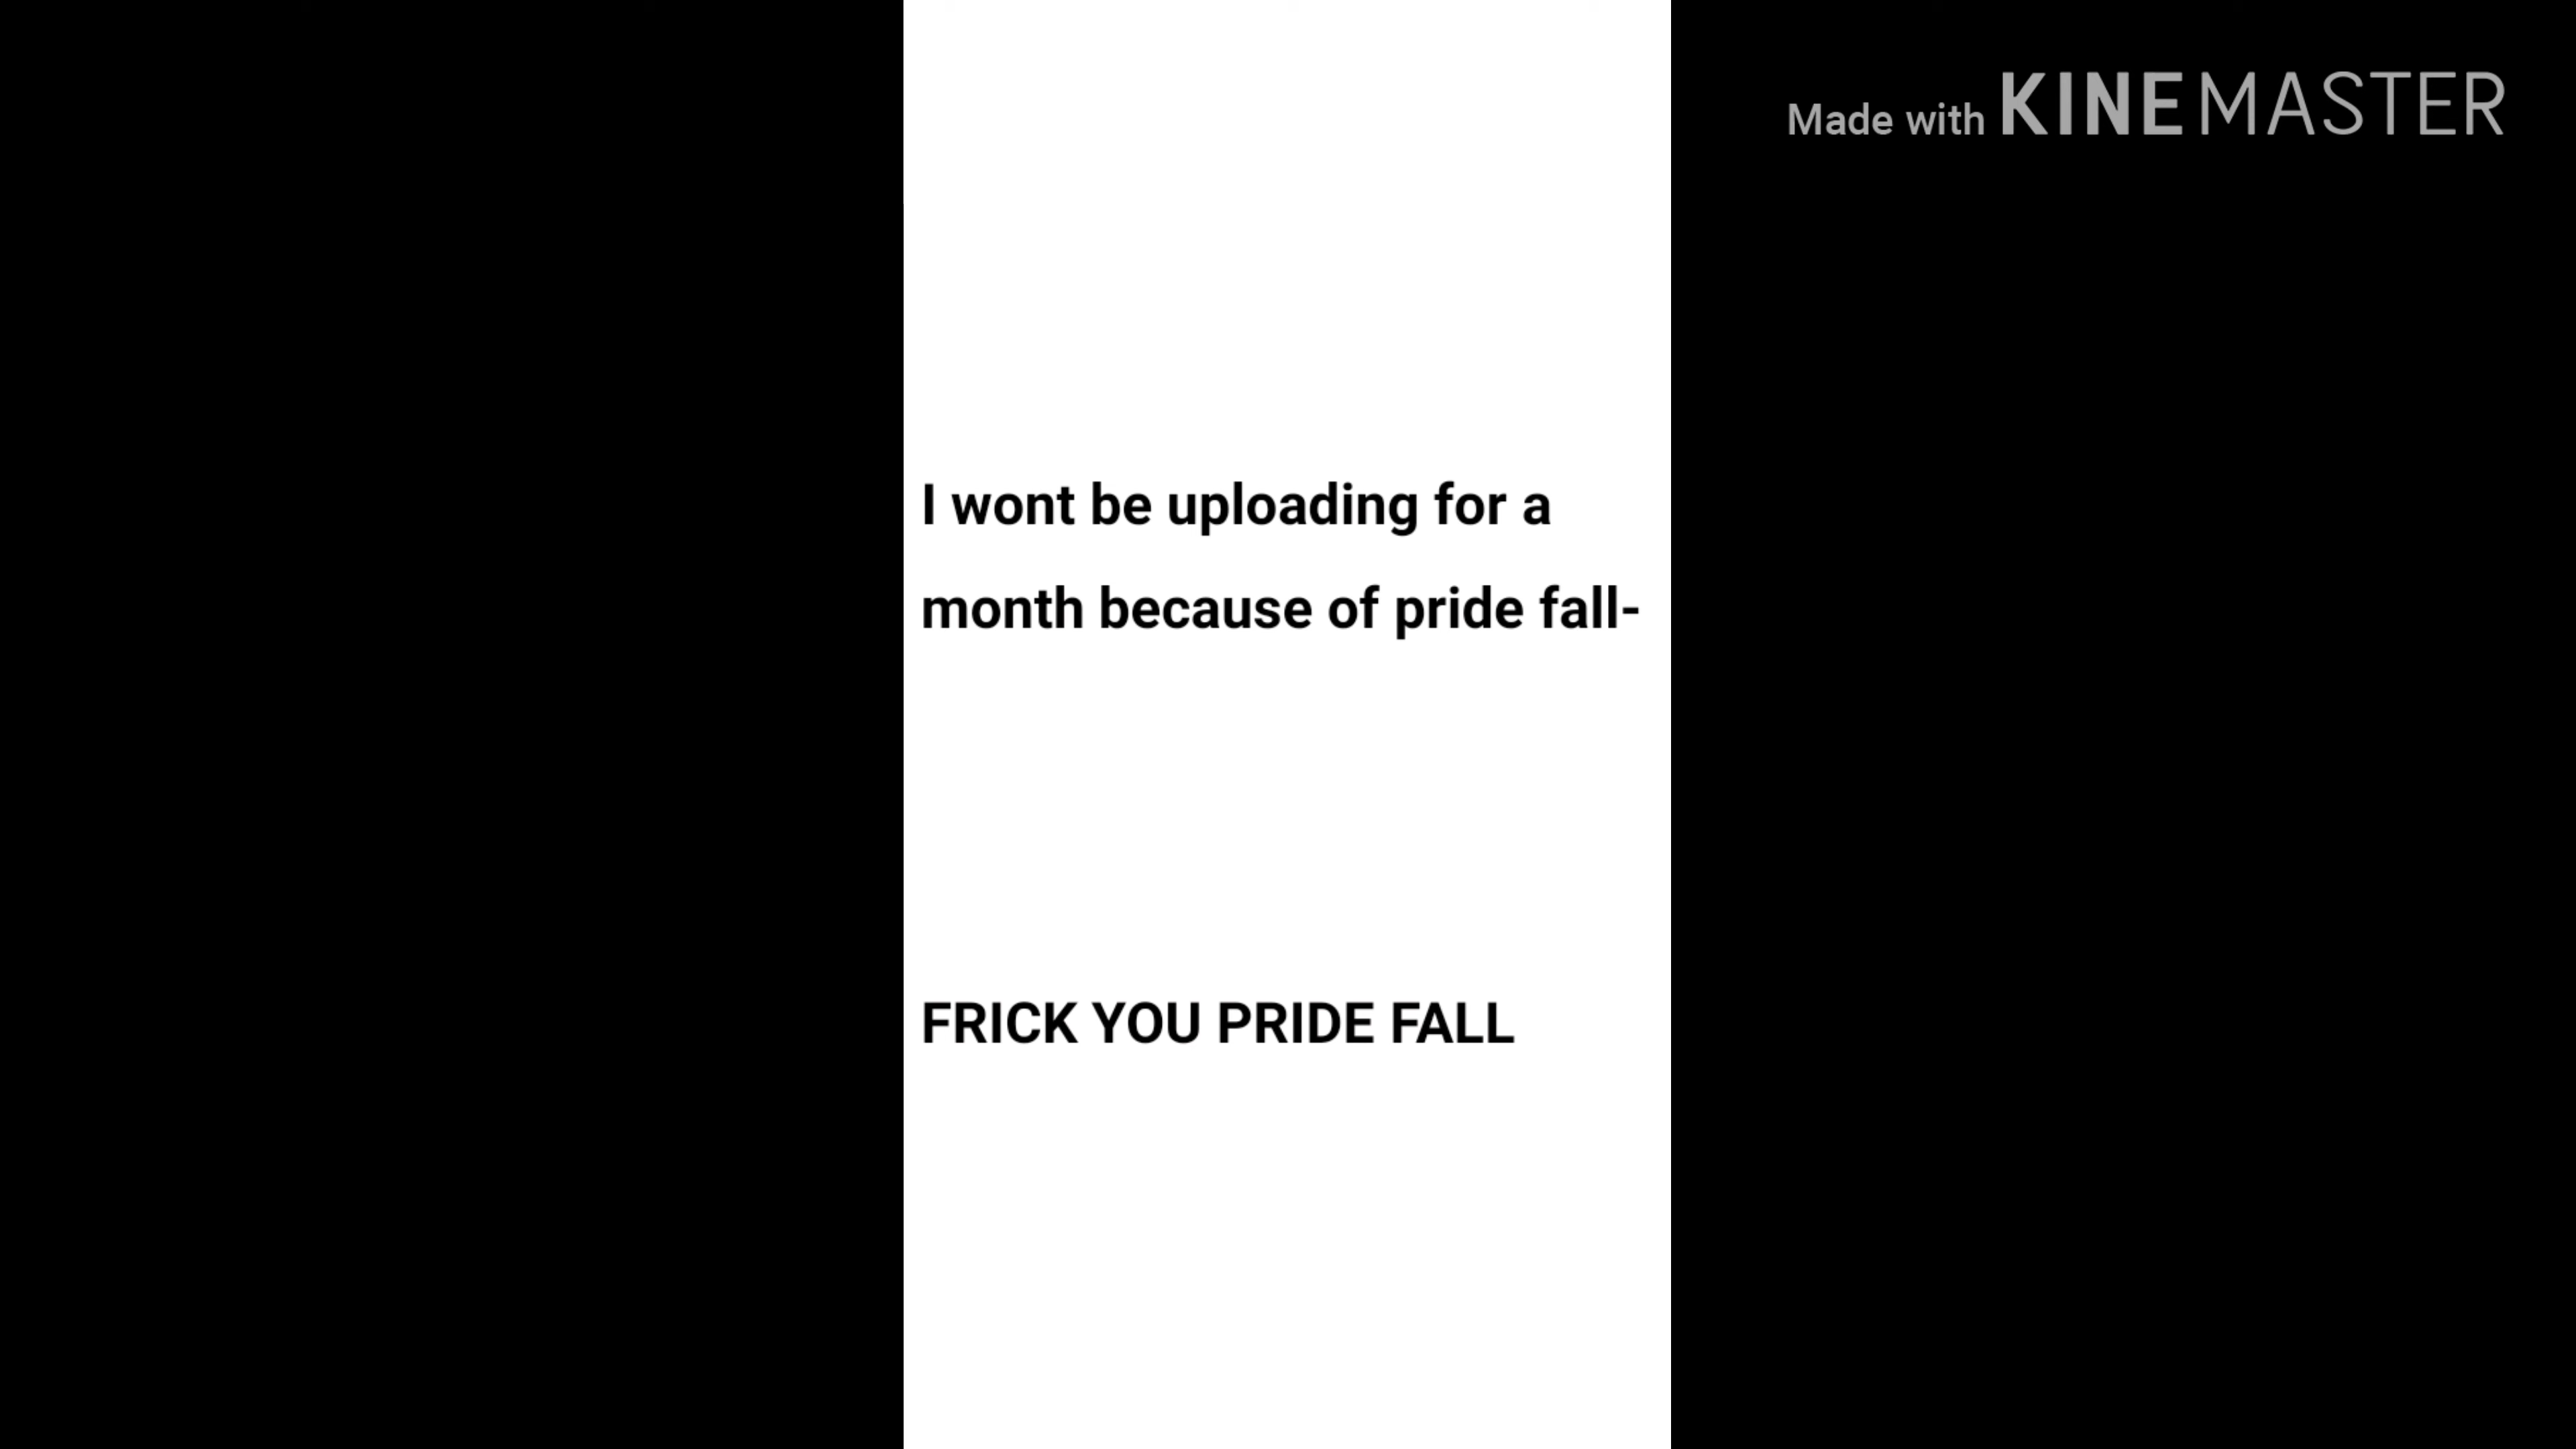 Made with KINEMASTER
I wont be uploading for a
month because of pride fall-
FRICK YOU PRIDE FALL